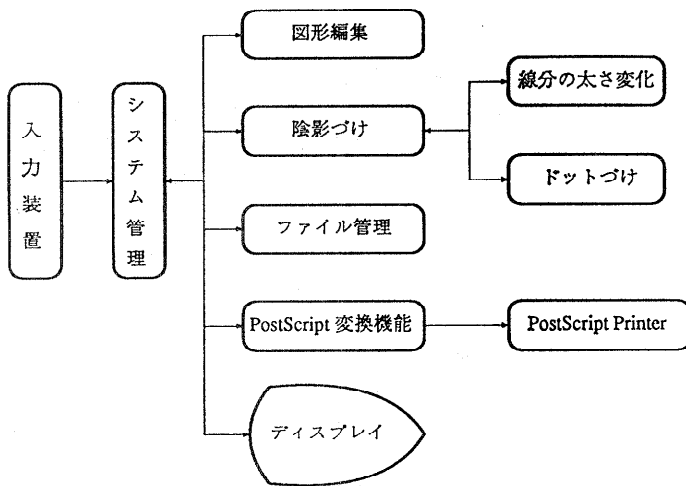 入力装置
システム管理
図形編集
陰影づけ
線分の太さ変化
ドットづけ
ファイル管理
PostScript 変換機能
PostScript Printer
ディスプレイ